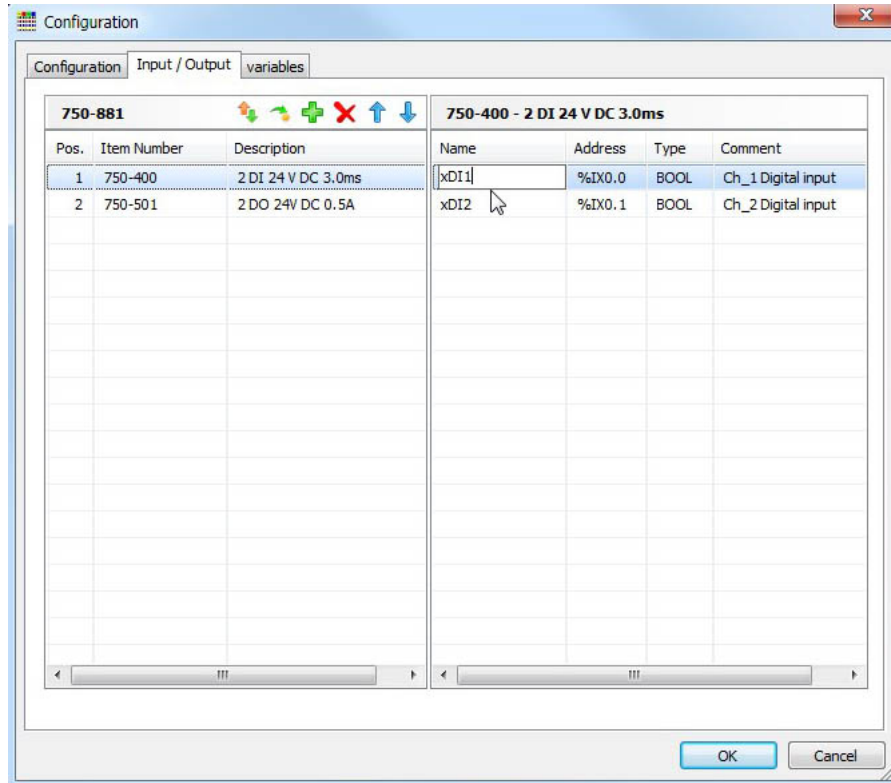 Configuration
Configuration Input / Output variables
750-881
Pos. Item Number Description
1 750-400 2 DI 24 V DC 3.0ms
2 750-501 2 DO 24V DC 0.5A
750-400 - 2 DI 24 V DC 3.0ms
Name Address Type Comment
xDI1 %IX0.0 BOOL Ch_1 Digital input
xDI2 %IX0.1 BOOL Ch_2 Digital input
OK Cancel